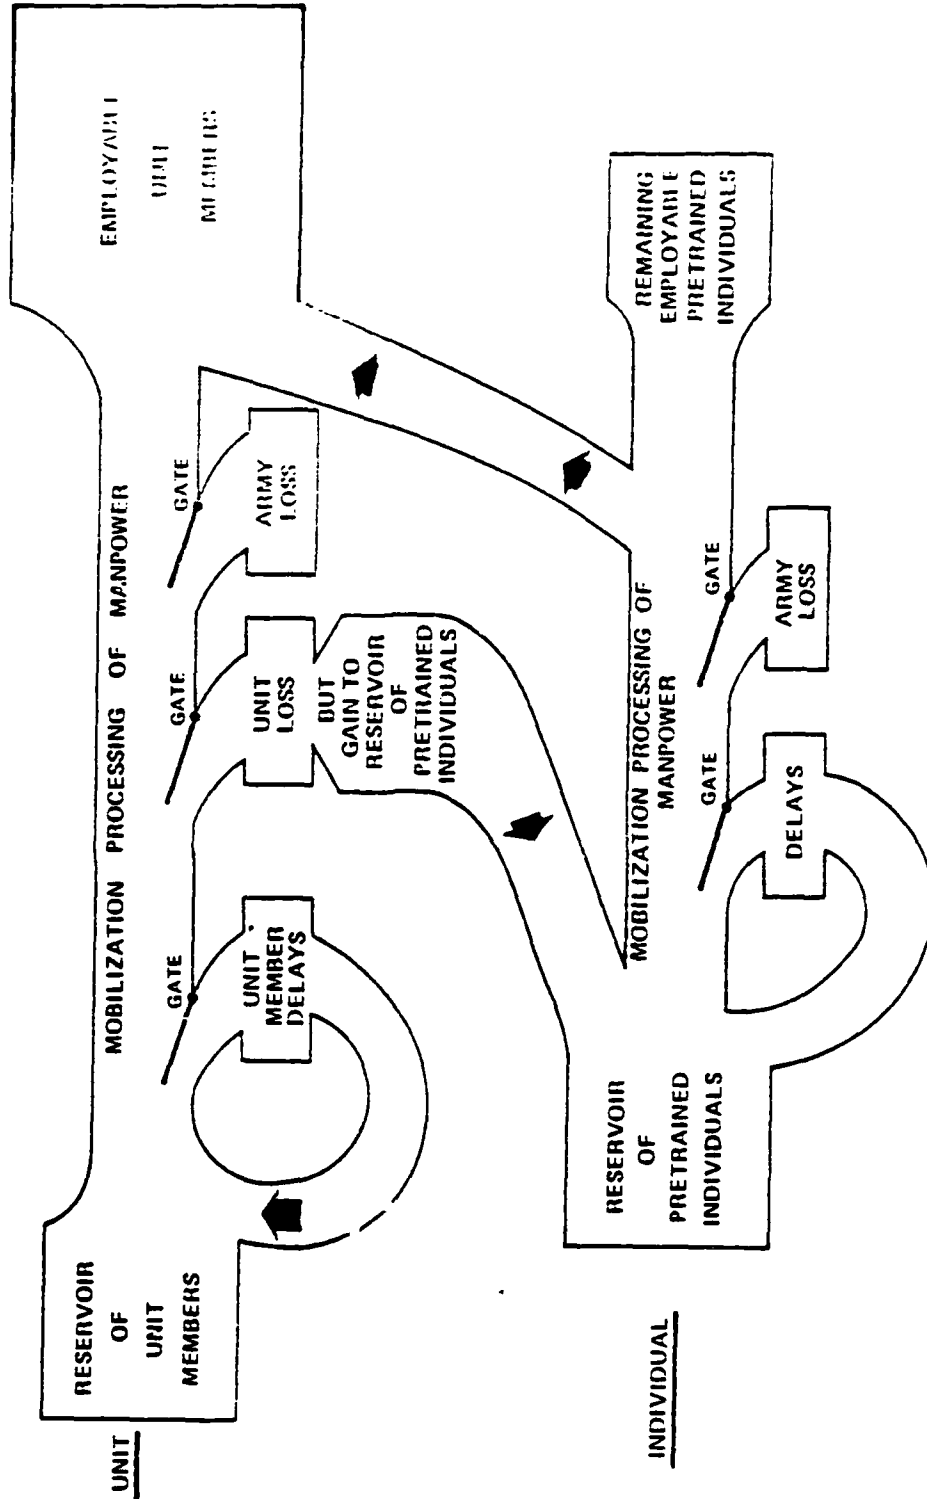 UNIT
RESERVOIR
OF
UNIT
MEMBERS
MOBILIZATION PROCESSING OF MANPOWER
GATE
UNIT
MEMBER
DELAYS
GATE
UNIT
LOSS
BUT
GAIN TO
RESERVOIR
OF
PRETRAINED
INDIVIDUALS
GATE
ARMY
LOSS
EMPLOYABLE
UNIT
MEMBERS
INDIVIDUAL
RESERVOIR
OF
PRETRAINED
INDIVIDUALS
MOBILIZATION PROCESSING OF
MANPOWER
GATE
DELAYS
GATE
ARMY
LOSS
REMAINING
EMPLOYABLE
PRETRAINED
INDIVIDUALS